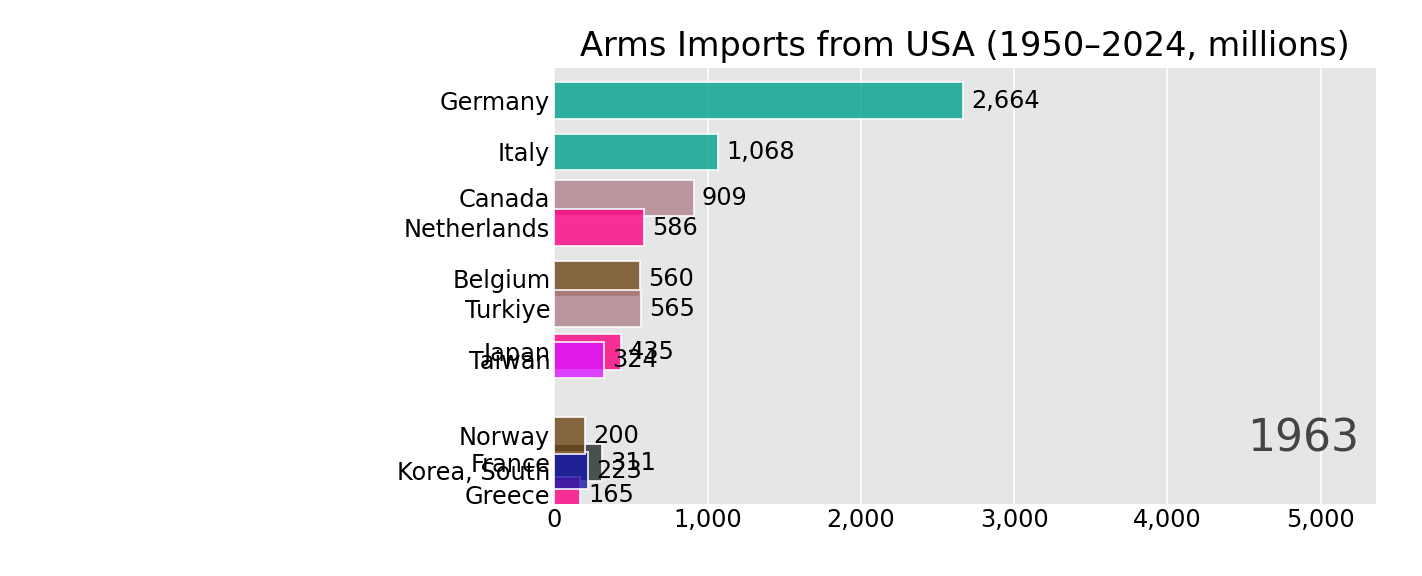 Arms Imports from USA (1950–2024, millions)
Germany 2,664
Italy 1,068
Canada 909
Netherlands 586
Belgium 560
Turkiye 565
Japan 435
Taiwan 324
Norway 200
1963
France 311
Korea, South 223
Greece 165
0 1,000 2,000 3,000 4,000 5,000